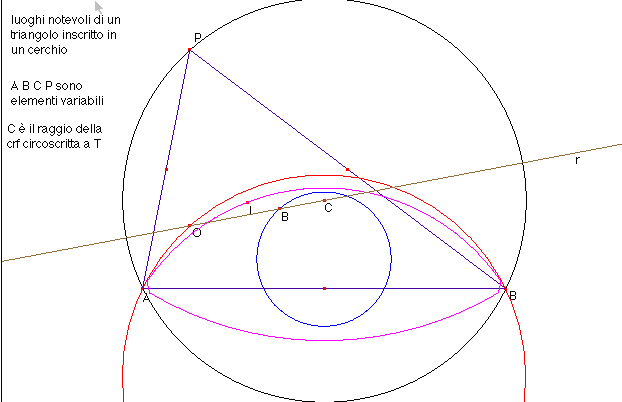 luoghi notevoli di un
triangolo inscritto in
un cerchio
A B C P sono
elementi variabili
C è il raggio della
crf circoscritta a T
P
r
I
B
C
O
A
B